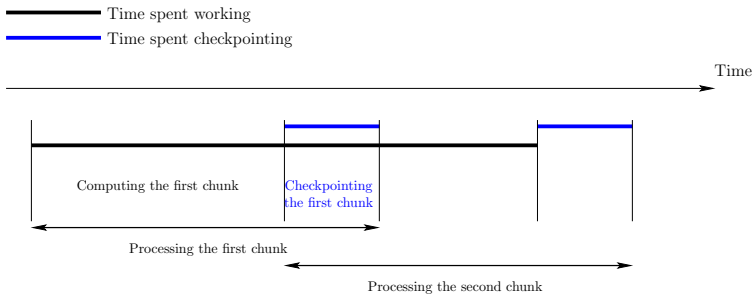 Time spent working
Time spent checkpointing
Time
Computing the first chunk
Checkpointing
the first chunk
Processing the first chunk
Processing the second chunk